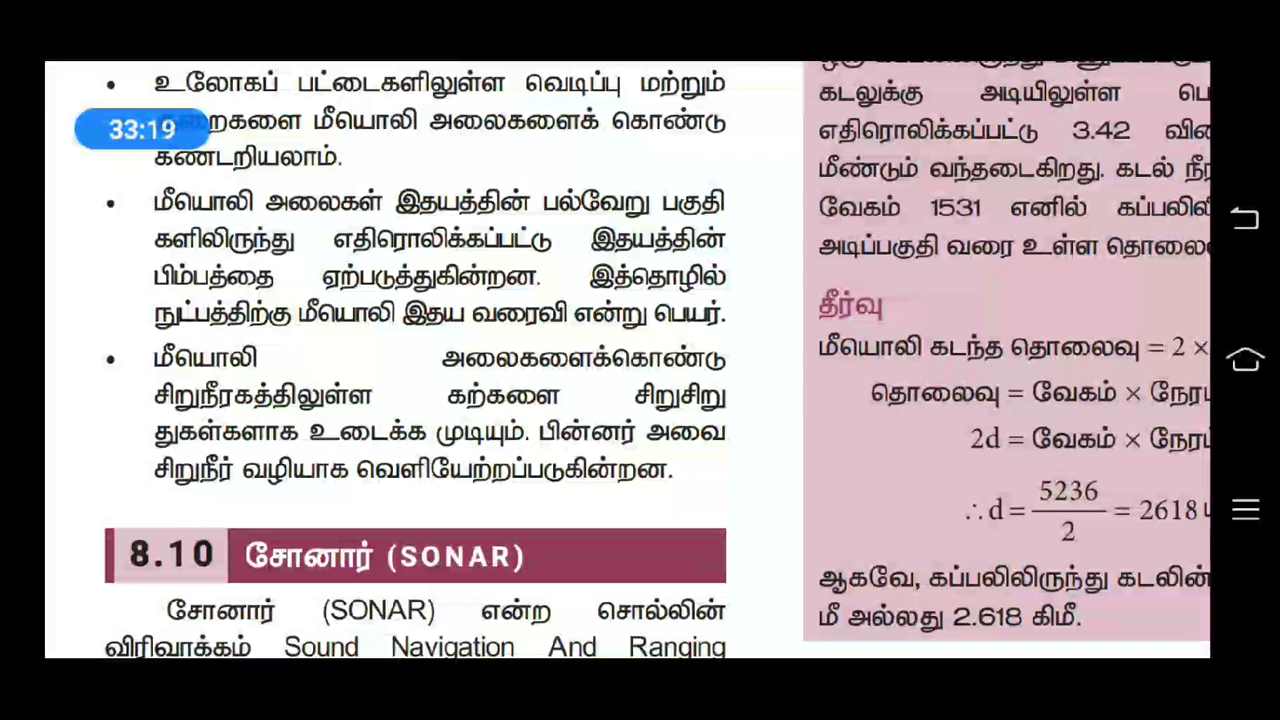 உலோகப் பட்டைகளிலுள்ள வெடிப்பு மற்றும்
33:19
மீயொலி அலைகளைக் கொண்டு
கண்டறியலாம்.
மீயொலி அலைகள் இதயத்தின் பல்வேறு பகுதி
களிலிருந்து எதிரொலிக்கப்பட்டு இதயத்தின்
பிம்பத்தை ஏற்படுத்துகின்றன. இத்தொழில்
நுட்பத்திற்கு மீயொலி இதய வரைவி என்று பெயர்.
மீயொலி அலைகளைக்கொண்டு
சிறுநீரகத்திலுள்ள கற்களை சிறுசிறு
துகள்களாக உடைக்க முடியும். பின்னர் அவை
சிறுநீர் வழியாக வெளியேற்றப்படுகின்றன.
8.10 சோனார் (SONAR)
சோனார் (SONAR) என்ற சொல்லின்
விரிவாக்கம் Sound Navigation And Ranging
கடலுக்கு அடியிலுள்ள
எதிரொலிக்கப்பட்டு 3.42
மீண்டும் வந்தடைகிறது. கடல்
வேகம் 1531 எனில்
அடிப்பகுதி வரை உள்ள
தீர்வு
மீயொலி கடந்த தொலைவு = 2 ×
தொலைவு = வேகம் ×
2d = வேகம் ×
∴ d = 5236/2 = 2618
ஆகவே, கப்பலிலிருந்து
மீ அல்லது 2.618 கிமீ.